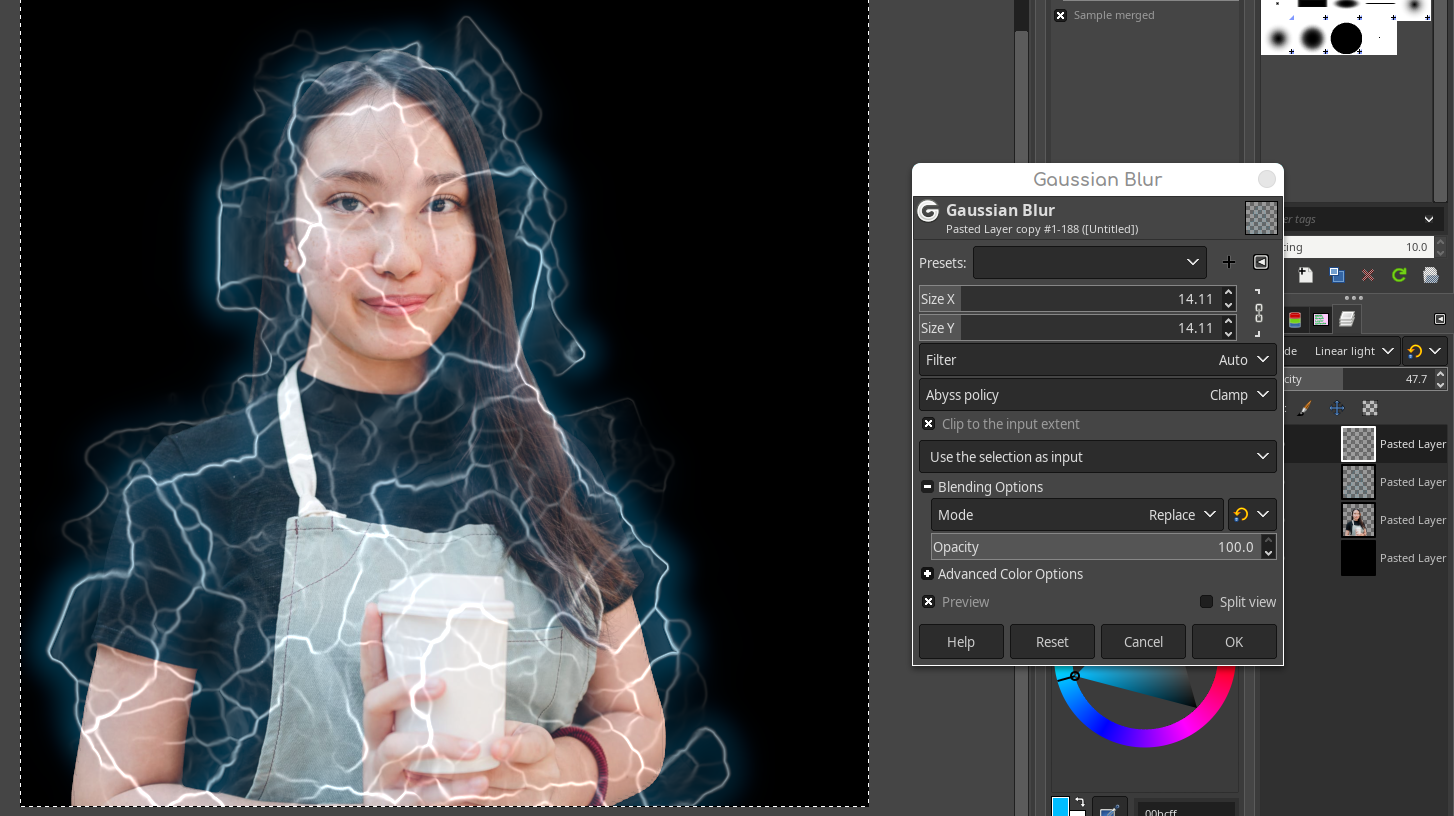 Sample merged
Gaussian Blur
Gaussian Blur
Pasted Layer copy #1-188 ([Untitled])
Presets:
Size X 14.11
Size Y 14.11
Filter Auto
Abyss policy Clamp
Clip to the input extent
Use the selection as input
Blending Options
Mode Replace
Opacity 100.0
Advanced Color Options
Preview Split view
Help Reset Cancel OK
er tags
cing 10.0
de Linear light
city 47.7
Pasted Layer
Pasted Layer
Pasted Layer
Pasted Layer
00bcff